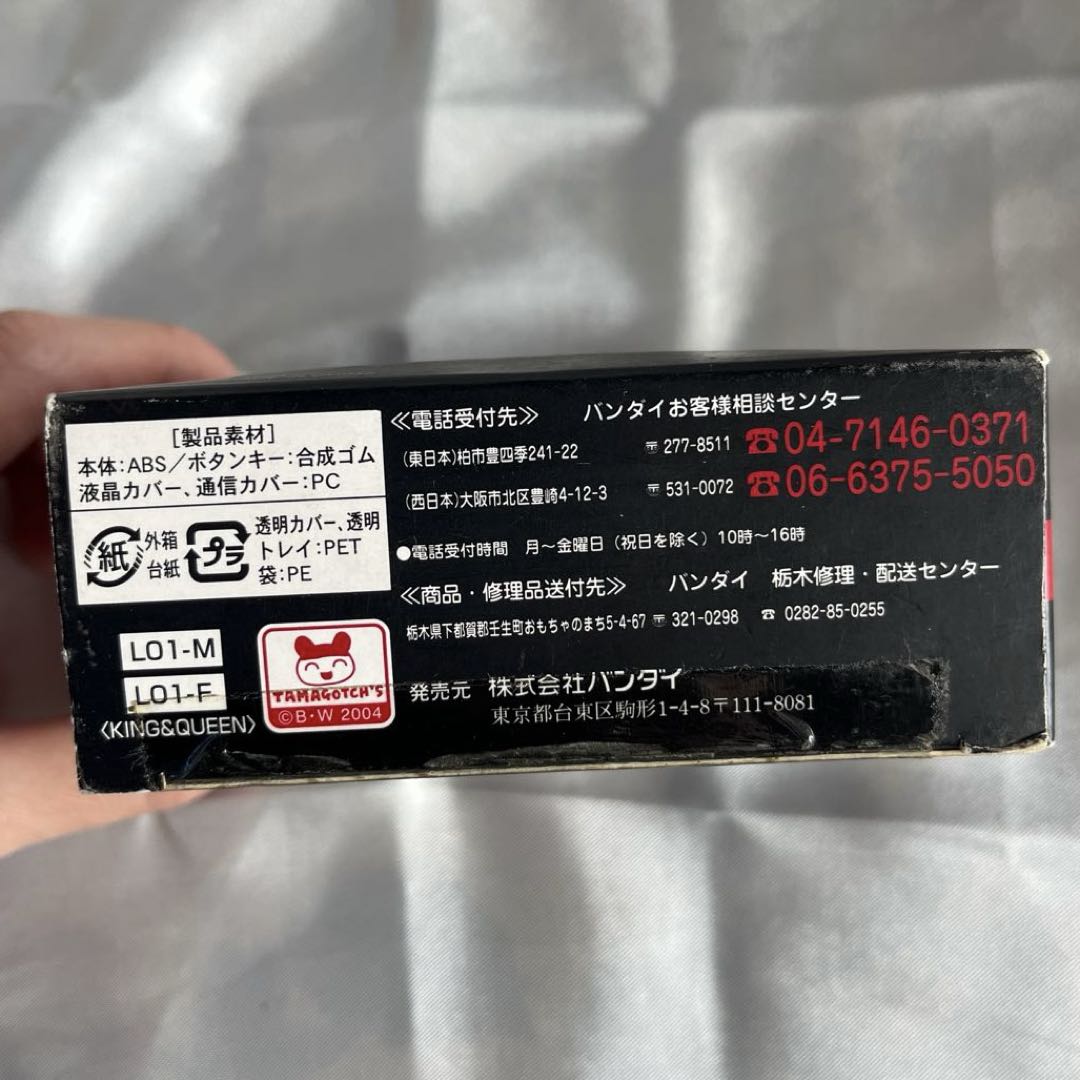 [製品素材]
本体:ABS/ボタンキー:合成ゴム
液晶カバー、通信カバー:PC
紙
外箱
台紙
プラ
透明カバー、透明
トレイ:PET
袋:PE
L01-M
L01-F
〈KING&QUEEN〉
TAMAGOTCH'S
©B・W 2004
≪電話受付先≫ バンダイお客様相談センター
(東日本)柏市豊四季241-22 〒277-8511 ☎04-7146-0371
(西日本)大阪市北区豊崎4-12-3 〒531-0072 ☎06-6375-5050
●電話受付時間 月〜金曜日(祝日を除く)10時〜16時
≪商品・修理品送付先≫ バンダイ 栃木修理・配送センター
栃木県下都賀郡壬生町おもちゃのまち5-4-67 〒321-0298 ☎0282-85-0255
発売元 株式会社バンダイ
東京都台東区駒形1-4-8〒111-8081